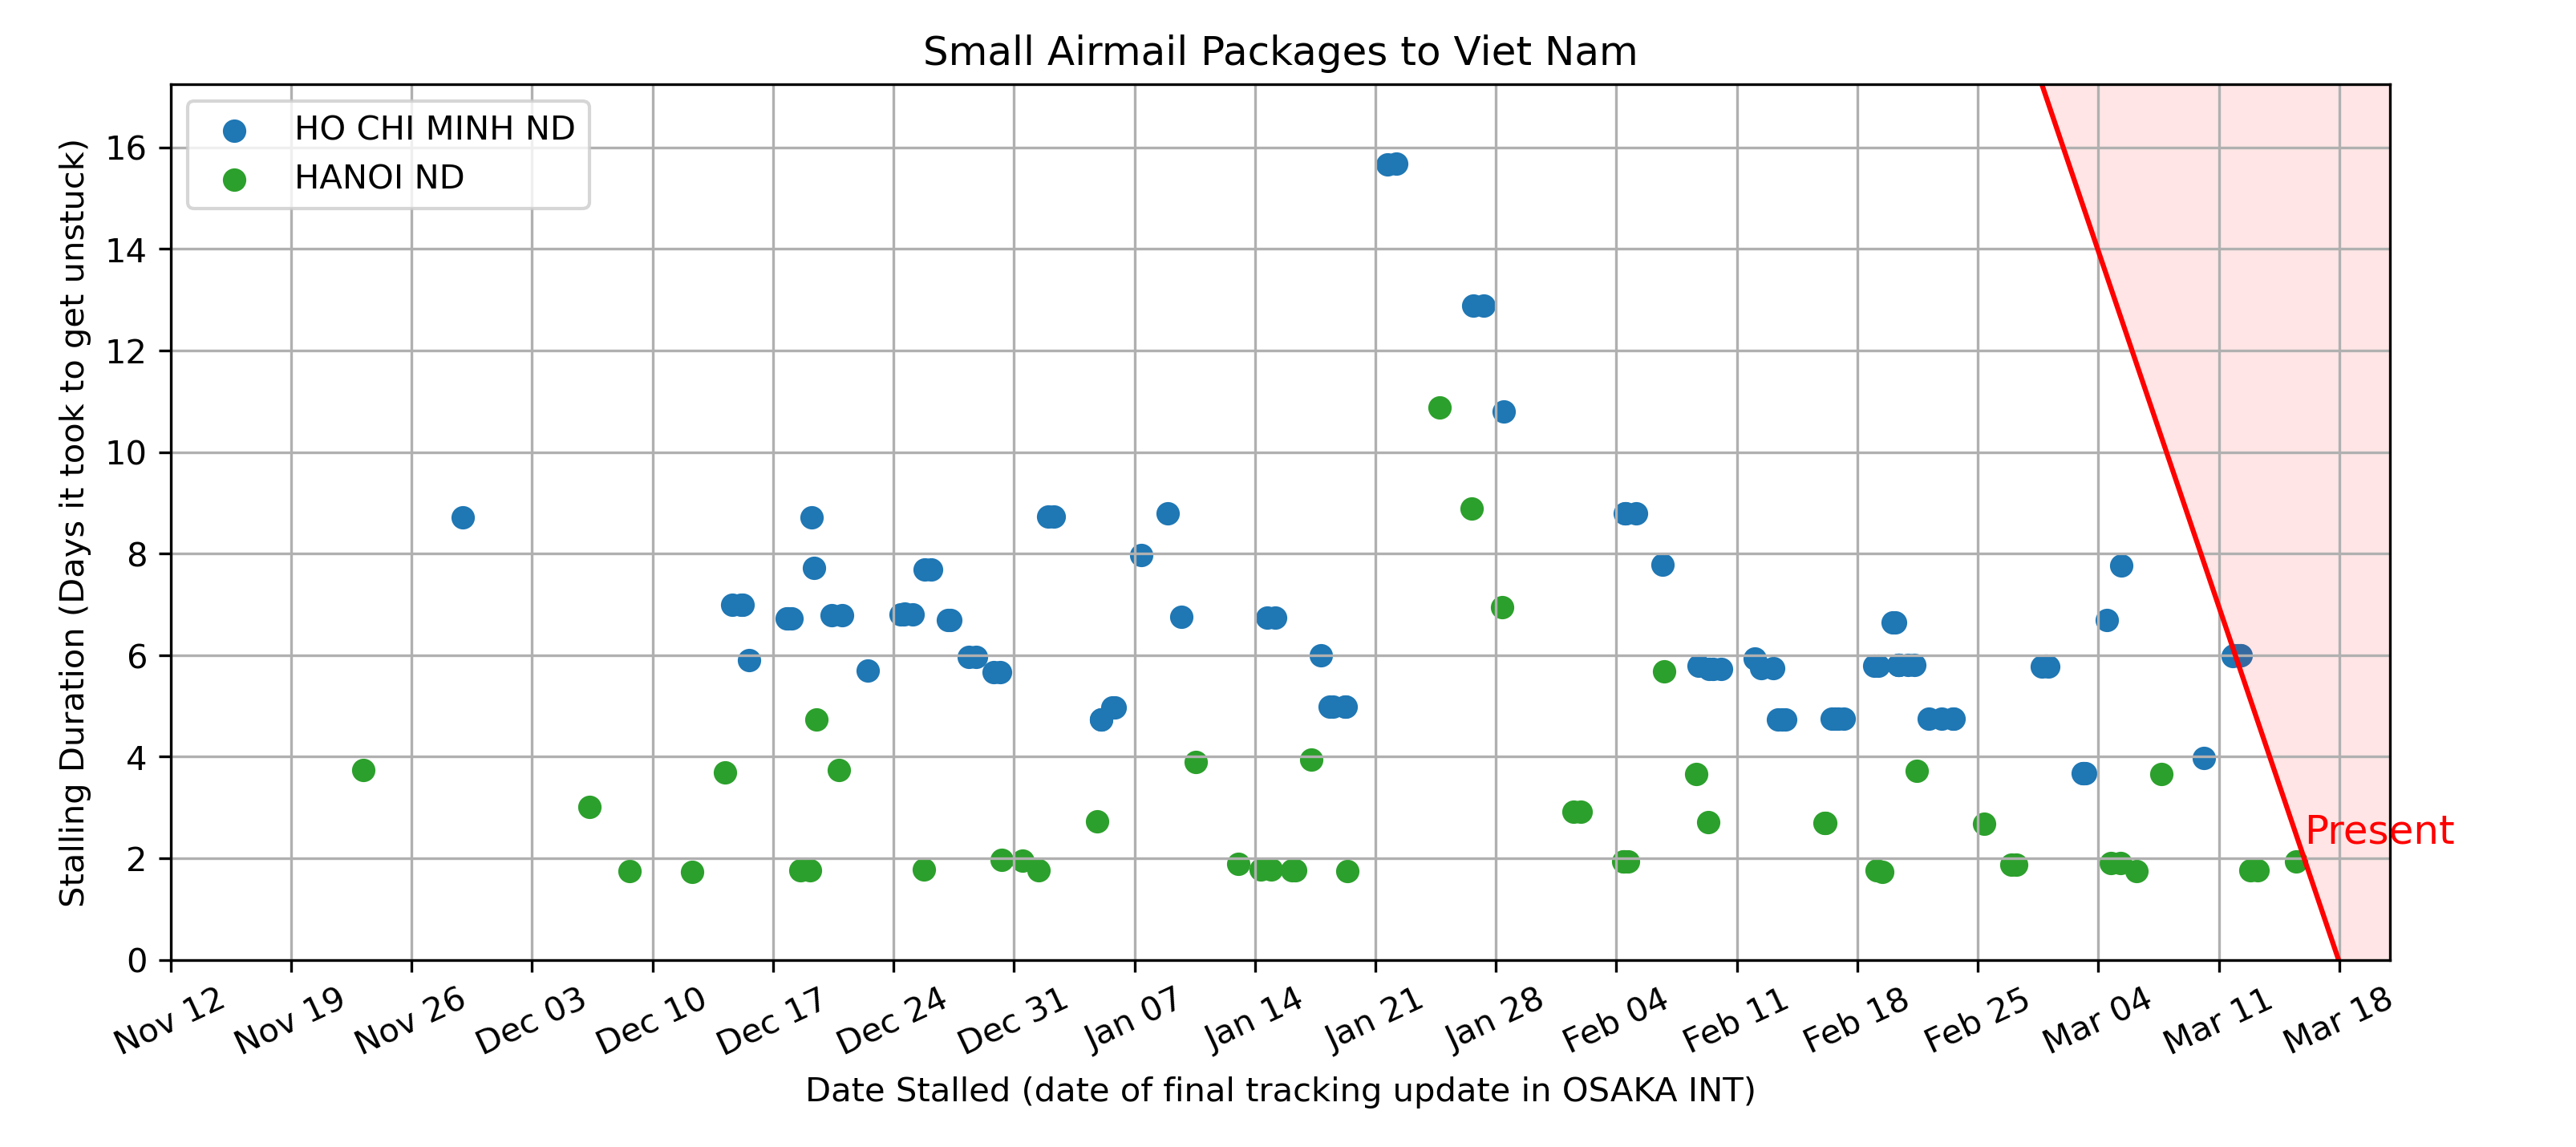 Small Airmail Packages to Viet Nam
HO CHI MINH ND
HANOI ND
Stalling Duration (Days it took to get unstuck)
16
14
12
10
8
6
4
2
0
Present
Nov 12
Nov 19
Nov 26
Dec 03
Dec 10
Dec 17
Dec 24
Dec 31
Jan 07
Jan 14
Jan 21
Jan 28
Feb 04
Feb 11
Feb 18
Feb 25
Mar 04
Mar 11
Mar 18
Date Stalled (date of final tracking update in OSAKA INT)